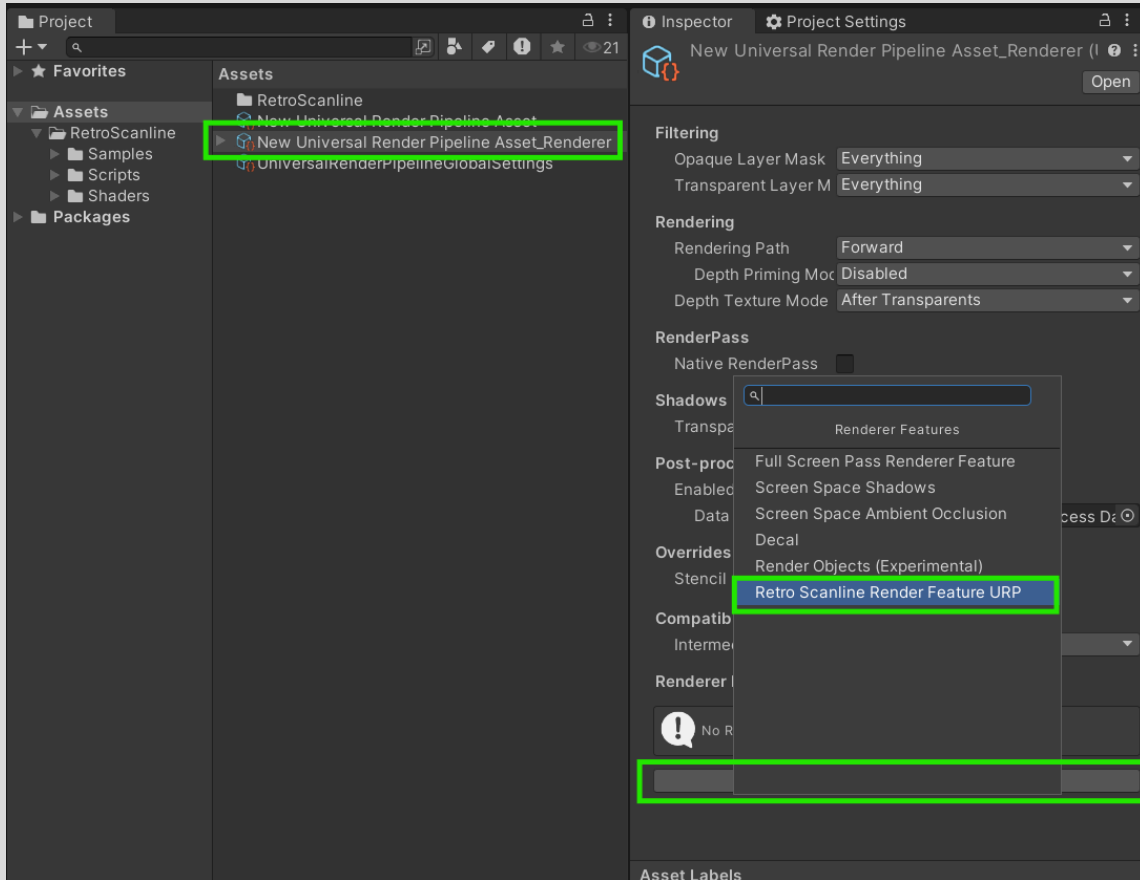 Project
21
Favorites
Assets
RetroScanline
Samples
Scripts
Shaders
Packages
Assets
RetroScanline
New Universal Render Pipeline Asset
New Universal Render Pipeline Asset_Renderer
UniversalRenderPipelineGlobalSettings
Inspector
Project Settings
New Universal Render Pipeline Asset_Renderer (
Open
Filtering
Opaque Layer Mask Everything
Transparent Layer M Everything
Rendering
Rendering Path Forward
Depth Priming Mod Disabled
Depth Texture Mode After Transparents
RenderPass
Native RenderPass
Shadows
Transpa
Post-proc
Enabled
Data cess Da
Overrides
Stencil
Compatib
Interme
Renderer
No R
Renderer Features
Full Screen Pass Renderer Feature
Screen Space Shadows
Screen Space Ambient Occlusion
Decal
Render Objects (Experimental)
Retro Scanline Render Feature URP
Asset Labels